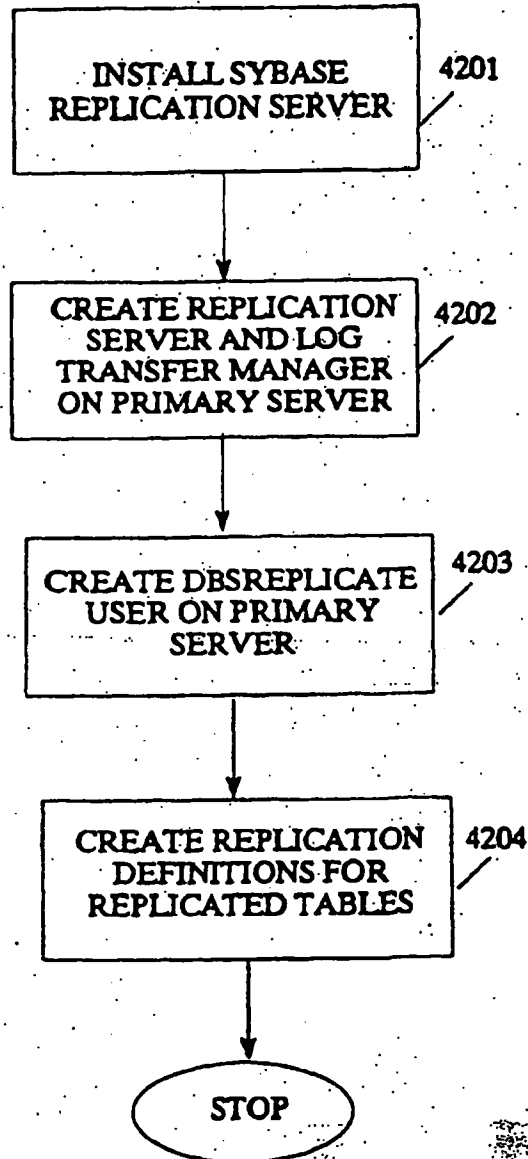 INSTALL SYBASE
REPLICATION SERVER
4201
CREATE REPLICATION
SERVER AND LOG
TRANSFER MANAGER
ON PRIMARY SERVER
4202
CREATE DBSREPLICATE
USER ON PRIMARY
SERVER
4203
CREATE REPLICATION
DEFINITIONS FOR
REPLICATED TABLES
4204
STOP